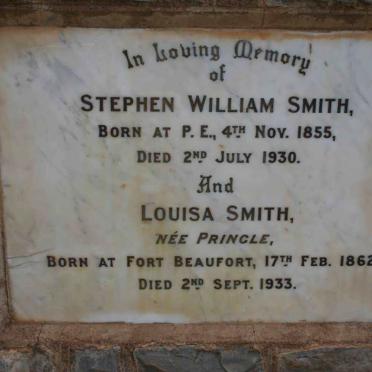 In Loving Memory
of
STEPHEN WILLIAM SMITH,
BORN AT P. E., 4TH NOV. 1855,
DIED 2ND JULY 1930.
And
LOUISA SMITH,
NÉE PRINGLE,
BORN AT FORT BEAUFORT, 17TH FEB. 1862
DIED 2ND SEPT. 1933.